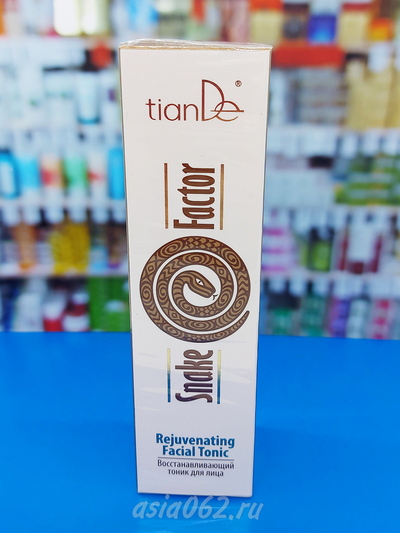 tianDe®
Snake Factor
Rejuvenating
Facial Tonic
Восстанавливающий
тоник для лица
asia062.ru